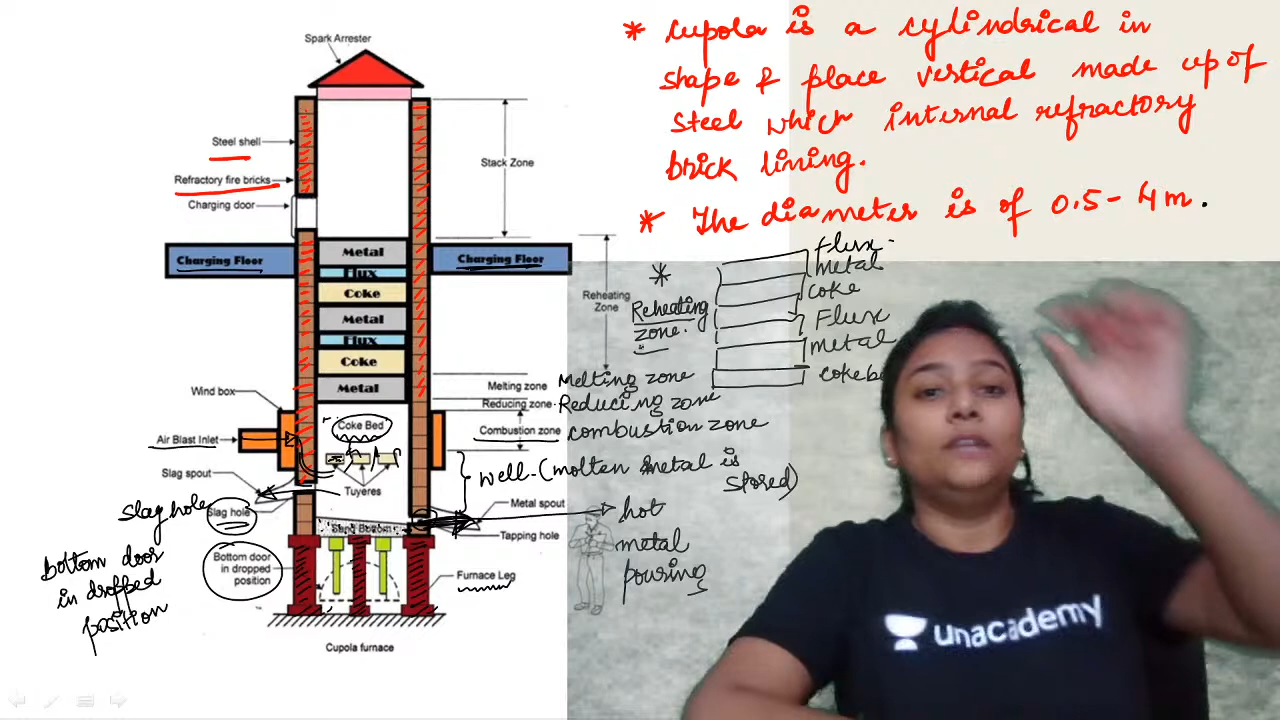 Spark Arrester
Steel shell
Refractory fire bricks
Charging door
Stack Zone
Charging Floor
Charging Floor
Metal
Flux
Coke
Metal
Flux
Coke
Metal
Reheating
Zone
Melting zone
Reducing zone
Combustion zone
Wind box
Coke Bed
Air Blast Inlet
Slag spout
Tuyeres
Slag hole
Metal spout
Sand Bottom
Tapping hole
Bottom door
in dropped
position
Furnace Leg
Cupola furnace
* Cupola is a cylindrical in
shape & place vertical made up of
Steel which internal refractory
brick lining.
* The diameter is of 0.5 - 4m.
*
Reheating
zone.
flux
metal
coke
Flux
metal
Melting zone
Reducing zone
combustion zone
well - (molten metal is
stored)
hot
metal
pouring
Slag hole
bottom door
in dropped
position
unacademy